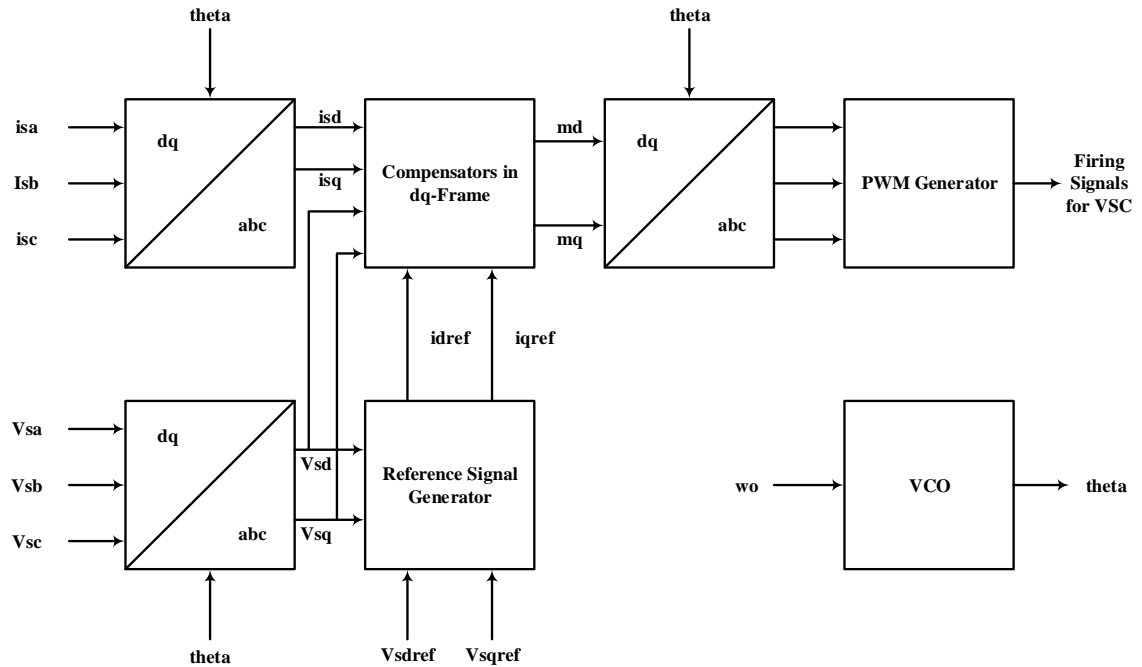 theta
theta
isa
Isb
isc
dq
abc
isd
isq
Compensators in
dq-Frame
md
mq
dq
abc
PWM Generator
Firing
Signals
for VSC
idref
iqref
Vsa
Vsb
Vsc
dq
abc
Vsd
Vsq
Reference Signal
Generator
wo
VCO
theta
theta
Vsdref
Vsqref